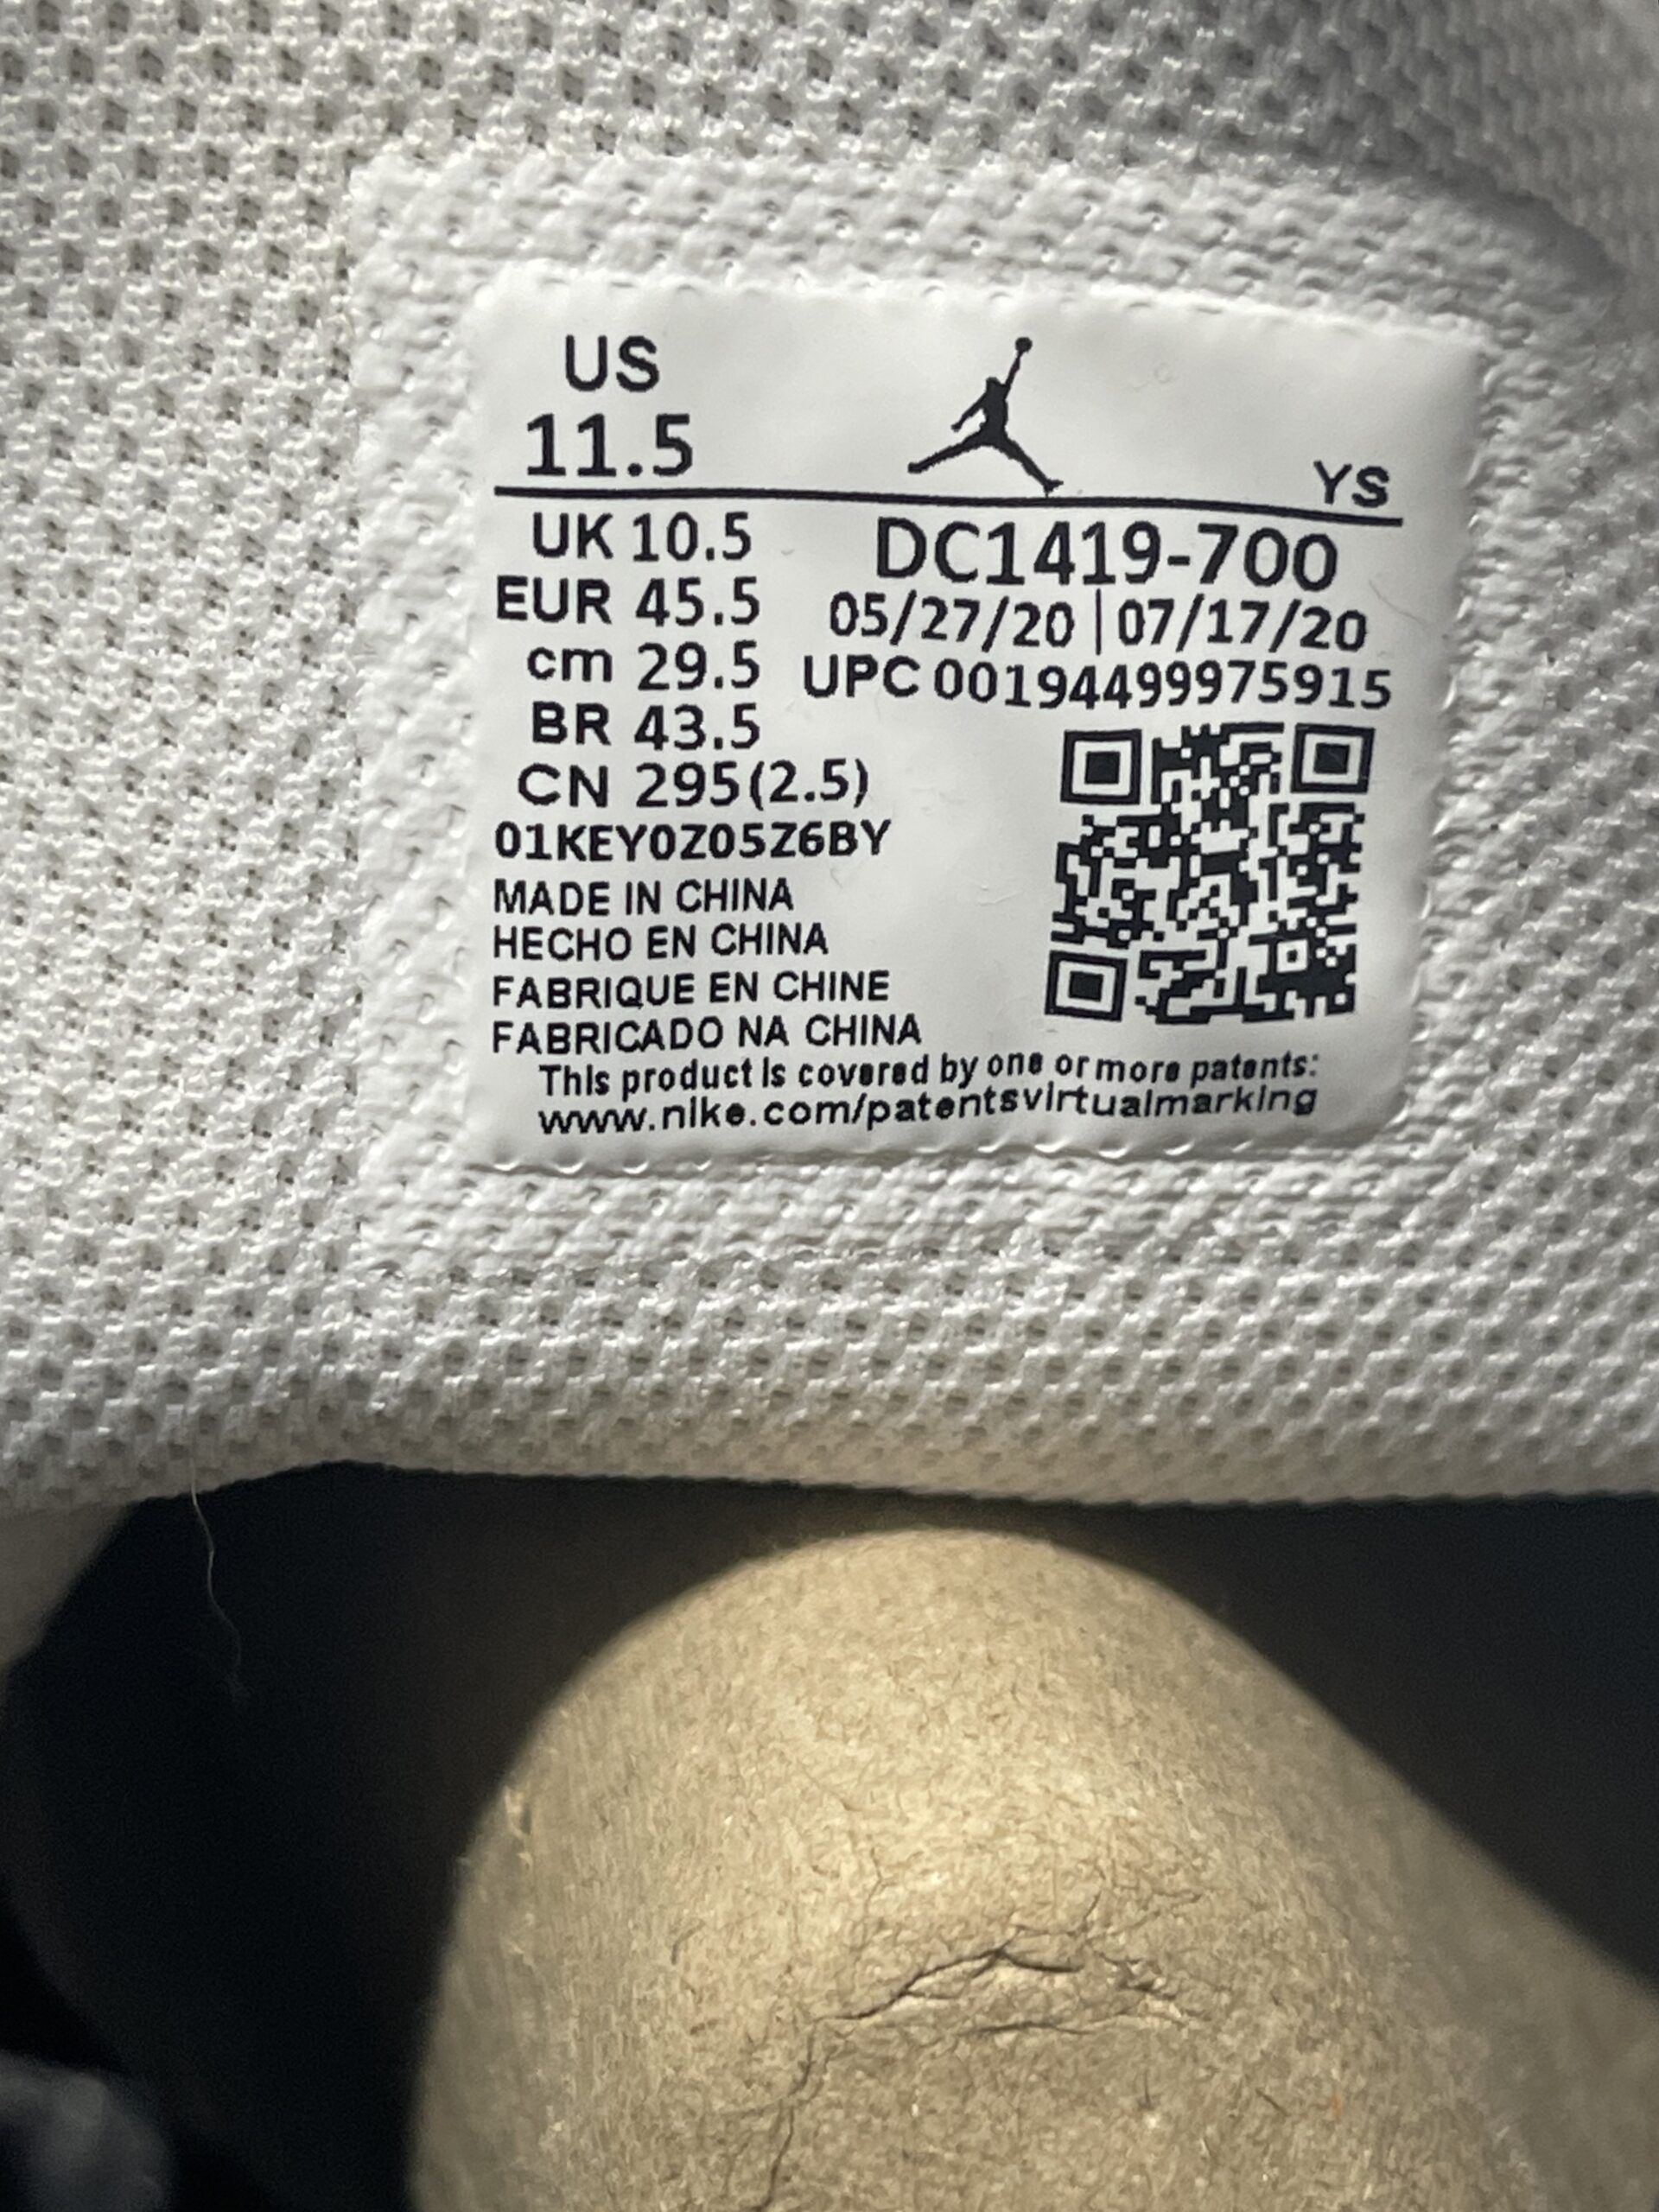 US
11.5
YS
UK 10.5
EUR 45.5
cm 29.5
BR 43.5
CN 295(2.5)
DC1419-700
05/27/20 | 07/17/20
UPC 00194499975915
01KEY0Z05Z6BY
MADE IN CHINA
HECHO EN CHINA
FABRIQUE EN CHINE
FABRICADO NA CHINA
This product is covered by one or more patents:
www.nike.com/patentsvirtualmarking